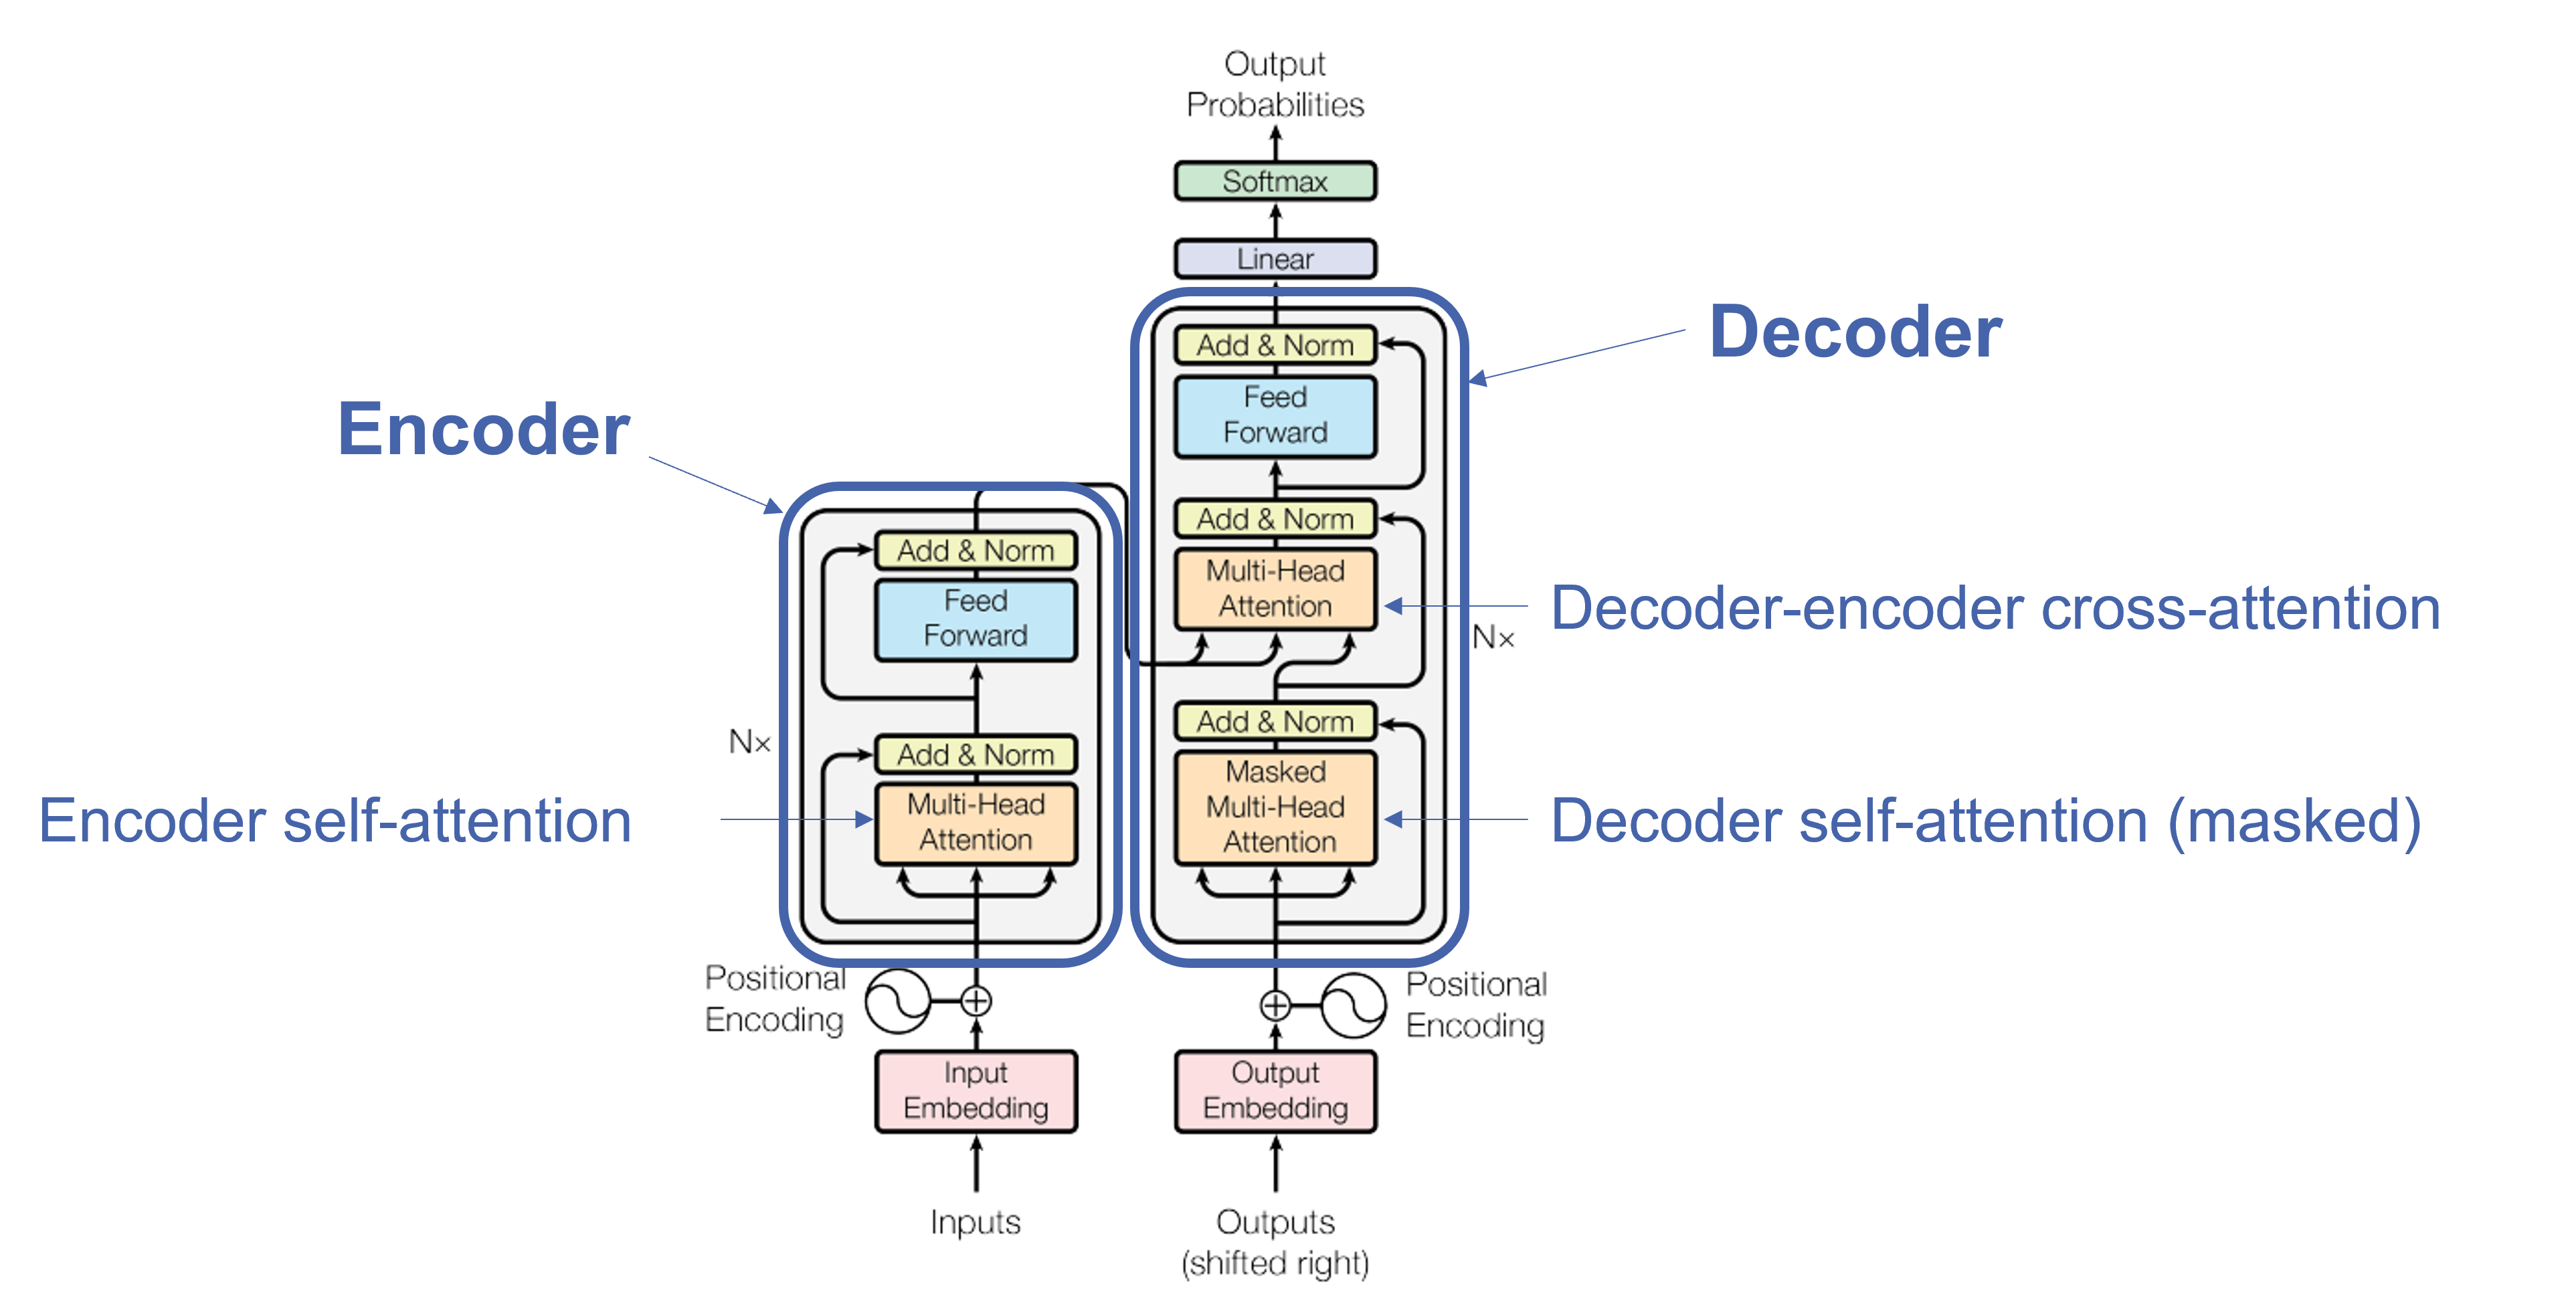 Output
Probabilities
Softmax
Linear
Decoder
Add & Norm
Feed
Forward
Add & Norm
Multi-Head
Attention
Decoder-encoder cross-attention
N×
Add & Norm
Masked
Multi-Head
Attention
Decoder self-attention (masked)
Encoder
Add & Norm
Feed
Forward
N×
Add & Norm
Multi-Head
Attention
Encoder self-attention
Positional
Encoding
Positional
Encoding
Input
Embedding
Output
Embedding
Inputs
Outputs
(shifted right)